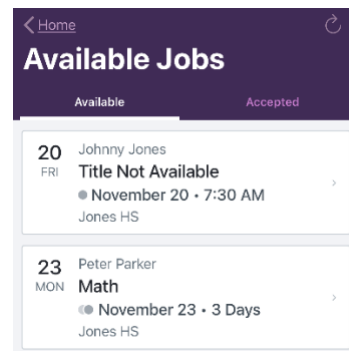 Home
Available Jobs
Available Accepted
20 Johnny Jones
FRI Title Not Available
November 20 • 7:30 AM
Jones HS
23 Peter Parker
MON Math
November 23 • 3 Days
Jones HS